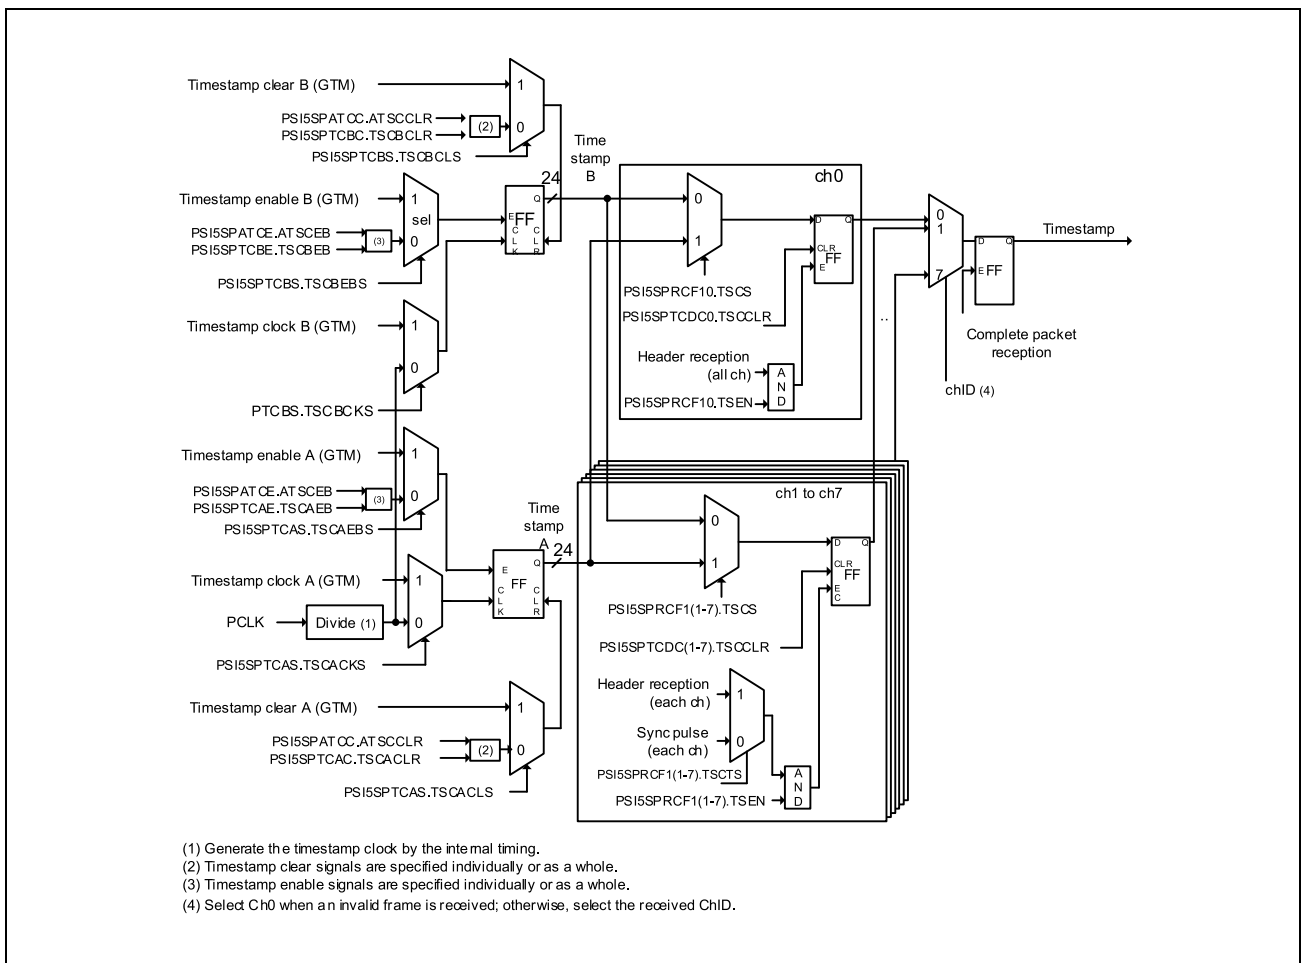 Timestamp clear B (GTM)
1
PSI5SPATCC.ATSCCLR
PSI5SPTCBC.TSCBCLR
(2)
0
PSI5SPTCBS.TSCBCLS
Time
stamp
B
24
Timestamp enable B (GTM)
1
sel
PSI5SPATCE.ATSCEB
PSI5SPTCBE.TSCBEB
(3)
0
PSI5SPTCBS.TSCBEBS
E
FF
Q
C
L
K
C
L
R
Timestamp clock B (GTM)
1
0
PTCBS.TSCBCKS
ch0
0
1
PSI5SPRCF10.TSCS
PSI5SPTCDC0.TSCCLR
D
Q
CLR
FF
E
Header reception
(all ch)
A
N
D
PSI5SPRCF10.TSEN
0
1
7
..
D
Q
E
FF
Timestamp
Complete packet
reception
chID (4)
Timestamp enable A (GTM)
1
PSI5SPATCE.ATSCEB
PSI5SPTCAE.TSCAEB
(3)
0
PSI5SPTCAS.TSCAEBS
Time
stamp
A
24
E
Q
FF
C
L
K
C
L
R
Timestamp clock A (GTM)
1
PCLK
Divide (1)
0
PSI5SPTCAS.TSCACKS
Timestamp clear A (GTM)
1
PSI5SPATCC.ATSCCLR
PSI5SPTCAC.TSCACLR
(2)
0
PSI5SPTCAS.TSCACLS
ch1 to ch7
0
1
PSI5SPRCF1(1-7).TSCS
PSI5SPTCDC(1-7).TSCCLR
D
Q
CLR
FF
E
C
Header reception
(each ch)
1
Sync pulse
(each ch)
0
PSI5SPRCF1(1-7).TSCTS
PSI5SPRCF1(1-7).TSEN
A
N
D
(1) Generate the timestamp clock by the internal timing.
(2) Timestamp clear signals are specified individually or as a whole.
(3) Timestamp enable signals are specified individually or as a whole.
(4) Select Ch0 when an invalid frame is received; otherwise, select the received ChID.